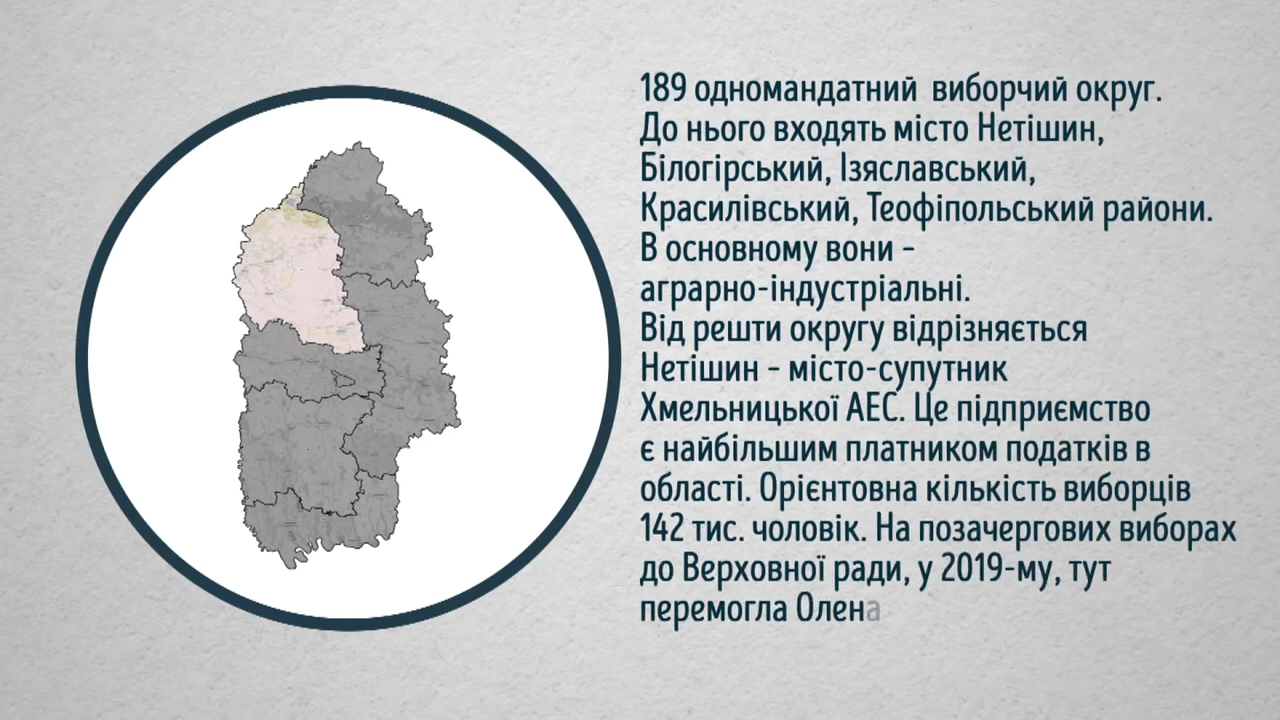 189 одномандатний виборчий округ.
До нього входять місто Нетішин,
Білогірський, Ізяславський,
Красилівський, Теофіпольський райони.
В основному вони -
аграрно-індустріальні.
Від решти округу відрізняється
Нетішин - місто-супутник
Хмельницької АЕС. Це підприємство
є найбільшим платником податків в
області. Орієнтовна кількість виборців
142 тис. чоловік. На позачергових виборах
до Верховної ради, у 2019-му, тут
перемогла Олена